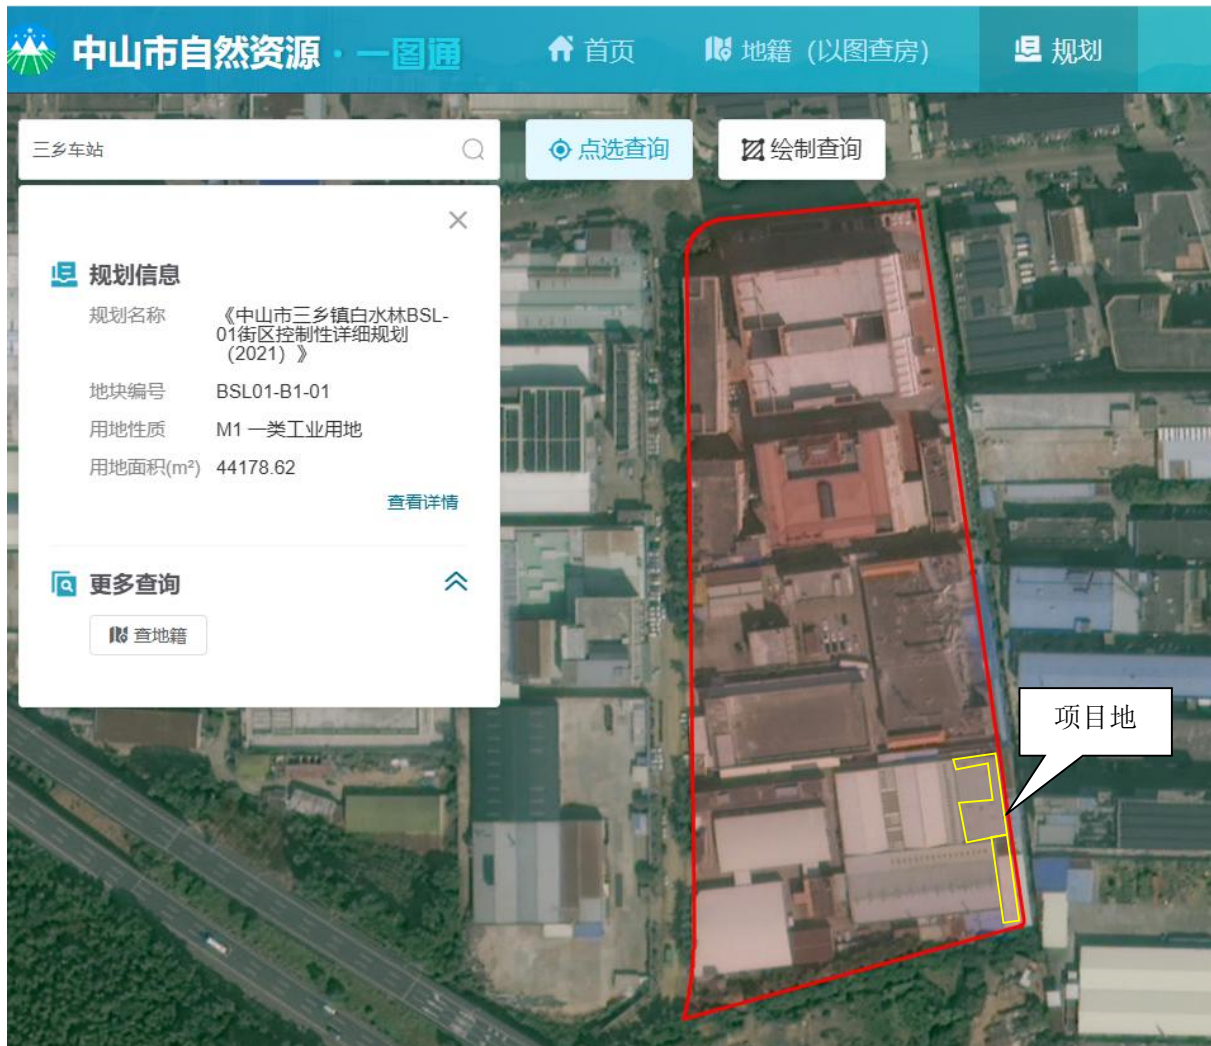 中山市自然资源·一图通
首页
地籍（以图查房）
规划
三乡车站
点选查询
绘制查询
规划信息
规划名称
《中山市三乡镇白水林BSL-
01街区控制性详细规划
（2021）》
地块编号
BSL01-B1-01
用地性质
M1 一类工业用地
用地面积(m²)
44178.62
查看详情
更多查询
查地籍
项目地